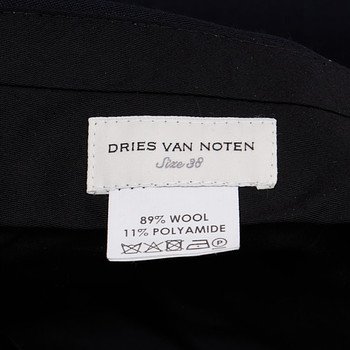 DRIES VAN NOTEN
Size 38
89% WOOL
11% POLYAMIDE
P